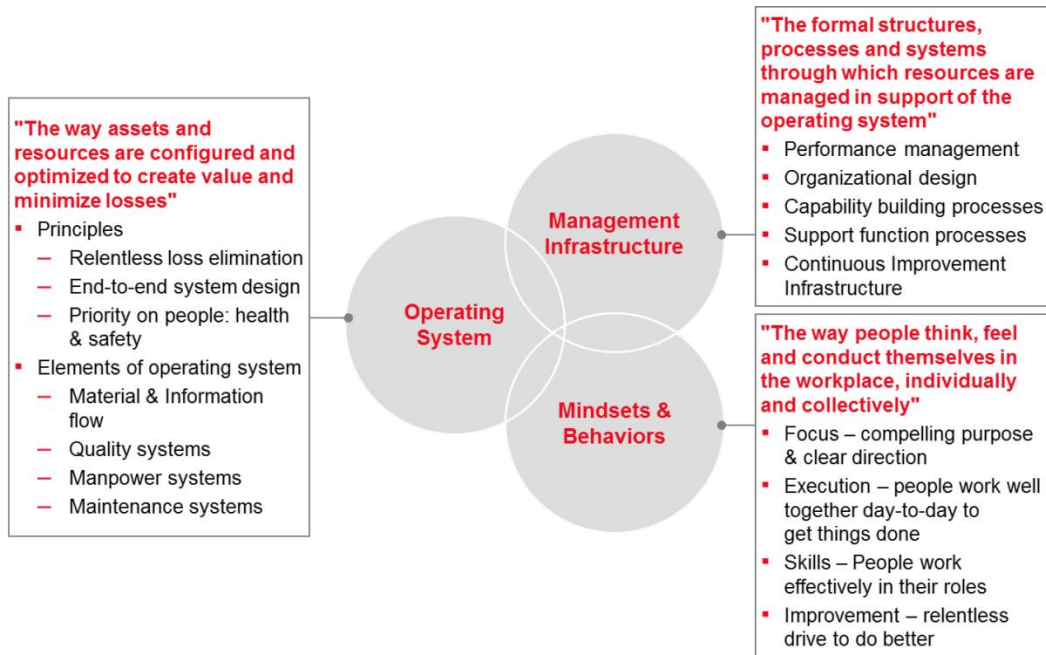 "The way assets and
resources are configured and
optimized to create value and
minimize losses"
▪ Principles
– Relentless loss elimination
– End-to-end system design
– Priority on people: health
& safety
▪ Elements of operating system
– Material & Information
flow
– Quality systems
– Manpower systems
– Maintenance systems
Operating
System
Management
Infrastructure
Mindsets &
Behaviors
"The formal structures,
processes and systems
through which resources are
managed in support of the
operating system"
▪ Performance management
▪ Organizational design
▪ Capability building processes
▪ Support function processes
▪ Continuous Improvement
Infrastructure
"The way people think, feel
and conduct themselves in
the workplace, individually
and collectively"
▪ Focus – compelling purpose
& clear direction
▪ Execution – people work well
together day-to-day to
get things done
▪ Skills – People work
effectively in their roles
▪ Improvement – relentless
drive to do better